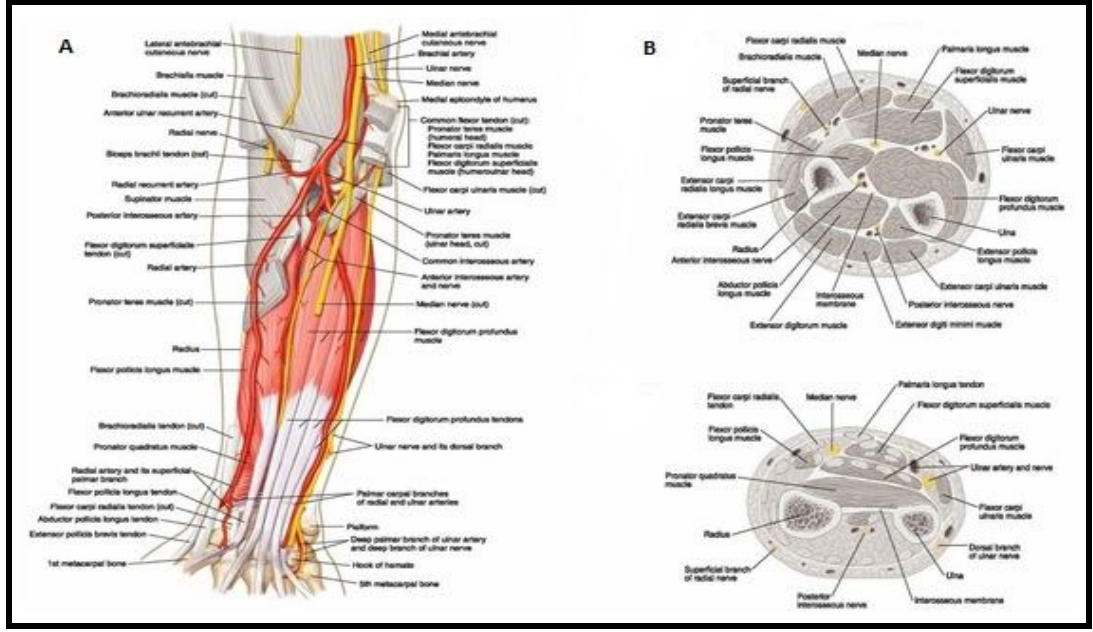 A
Lateral antebrachial
cutaneous nerve
Brachialis muscle
Brachioradialis muscle (cut)
Anterior ulnar recurrent artery
Radial nerve
Biceps brachii tendon (cut)
Radial recurrent artery
Supinator muscle
Posterior interosseous artery
Flexor digitorum superficialis
tendon (cut)
Radial artery
Pronator teres muscle (cut)
Radius
Flexor pollicis longus muscle
Brachioradialis tendon (cut)
Pronator quadratus muscle
Radial artery and its superficial
palmar branch
Flexor pollicis longus tendon
Flexor carpi radialis tendon (cut)
Abductor pollicis longus tendon
Extensor pollicis brevis tendon
1st metacarpal bone
Medial antebrachial
cutaneous nerve
Brachial artery
Ulnar nerve
Median nerve
Medial epicondyle of humerus
Common flexor tendon (cut):
Pronator teres muscle
(humeral head)
Flexor carpi radialis muscle
Palmaris longus muscle
Flexor digitorum superficialis
muscle (humeroulnar head)
Flexor carpi ulnaris muscle (cut)
Ulnar artery
Pronator teres muscle
(ulnar head, cut)
Common interosseous artery
Anterior interosseous artery
and nerve
Median nerve (cut)
Flexor digitorum profundus
muscle
Flexor digitorum profundus tendons
Ulnar nerve and its dorsal branch
Palmar carpal branches
of radial and ulnar arteries
Pisiform
Deep palmar branch of ulnar artery
and deep branch of ulnar nerve
Hook of hamate
5th metacarpal bone
B
Flexor carpi radialis muscle
Brachioradialis muscle
Superficial branch
of radial nerve
Pronator teres
muscle
Flexor pollicis
longus muscle
Extensor carpi
radialis longus muscle
Extensor carpi
radialis brevis muscle
Radius
Anterior interosseous nerve
Abductor pollicis
longus muscle
Extensor digitorum muscle
Interosseous
membrane
Median nerve
Palmaris longus muscle
Flexor digitorum
superficialis muscle
Ulnar nerve
Flexor carpi
ulnaris muscle
Flexor digitorum
profundus muscle
Ulna
Extensor pollicis
longus muscle
Extensor carpi ulnaris muscle
Posterior interosseous nerve
Extensor digiti minimi muscle
Flexor carpi radialis
tendon
Median nerve
Flexor pollicis
longus muscle
Pronator quadratus
muscle
Radius
Superficial branch
of radial nerve
Posterior
interosseous nerve
Palmaris longus tendon
Flexor digitorum superficialis muscle
Flexor digitorum
profundus muscle
Ulnar artery and nerve
Flexor carpi
ulnaris muscle
Dorsal branch
of ulnar nerve
Ulna
Interosseous membrane